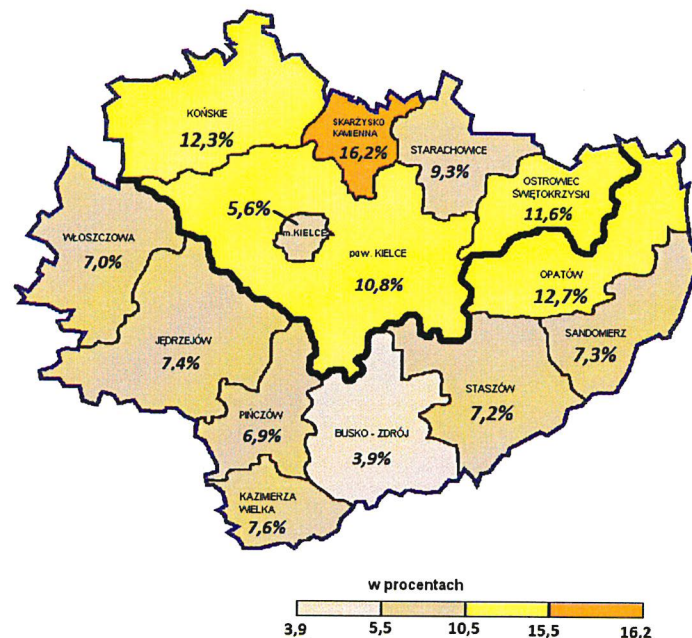 KOŃSKIE
12,3%
SKARŻYSKO
KAMIENNA
16,2%
STARACHOWICE
9,3%
OSTROWIEC
ŚWIĘTOKRZYSKI
11,6%
5,6%
m.KIELCE
WŁOSZCZOWA
7,0%
pow. KIELCE
10,8%
OPATÓW
12,7%
JĘDRZEJÓW
7,4%
SANDOMIERZ
7,3%
STASZÓW
7,2%
PIŃCZÓW
6,9%
BUSKO - ZDRÓJ
3,9%
KAZIMIERZA
WIELKA
7,6%
w procentach
3,9 5,5 10,5 15,5 16,2